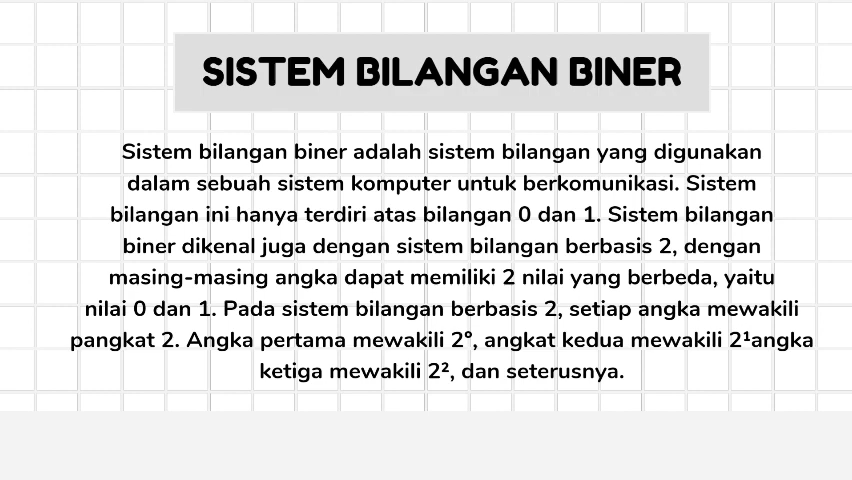 SISTEM BILANGAN BINER
Sistem bilangan biner adalah sistem bilangan yang digunakan
dalam sebuah sistem komputer untuk berkomunikasi. Sistem
bilangan ini hanya terdiri atas bilangan 0 dan 1. Sistem bilangan
biner dikenal juga dengan sistem bilangan berbasis 2, dengan
masing-masing angka dapat memiliki 2 nilai yang berbeda, yaitu
nilai 0 dan 1. Pada sistem bilangan berbasis 2, setiap angka mewakili
pangkat 2. Angka pertama mewakili 2°, angkat kedua mewakili 2¹angka
ketiga mewakili 2², dan seterusnya.